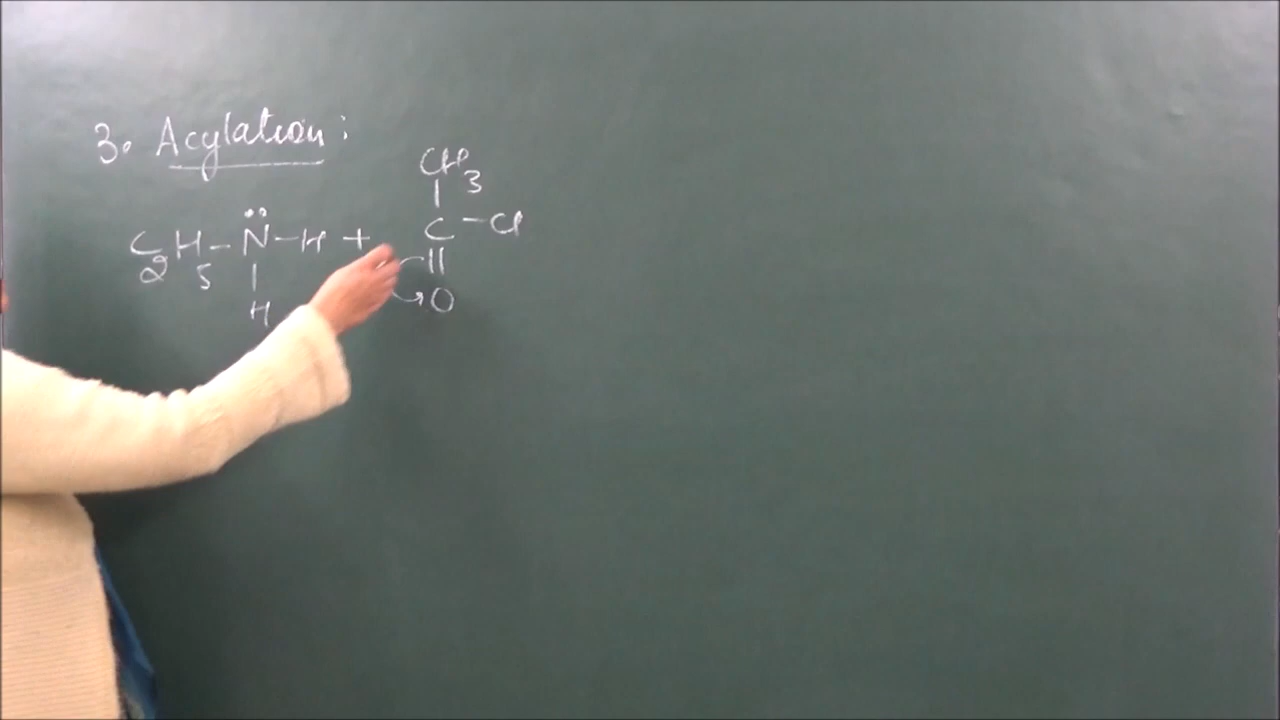 3. Acylation:
CH3
|
C2H5-N̈-H + C-Cl
| ||
H O